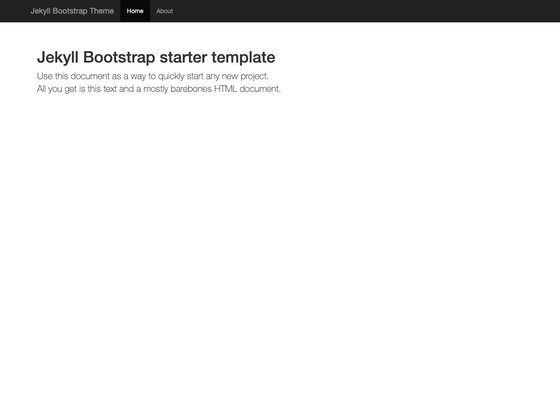 Jekyll Bootstrap Theme Home About
Jekyll Bootstrap starter template
Use this document as a way to quickly start any new project.
All you get is this text and a mostly barebones HTML document.